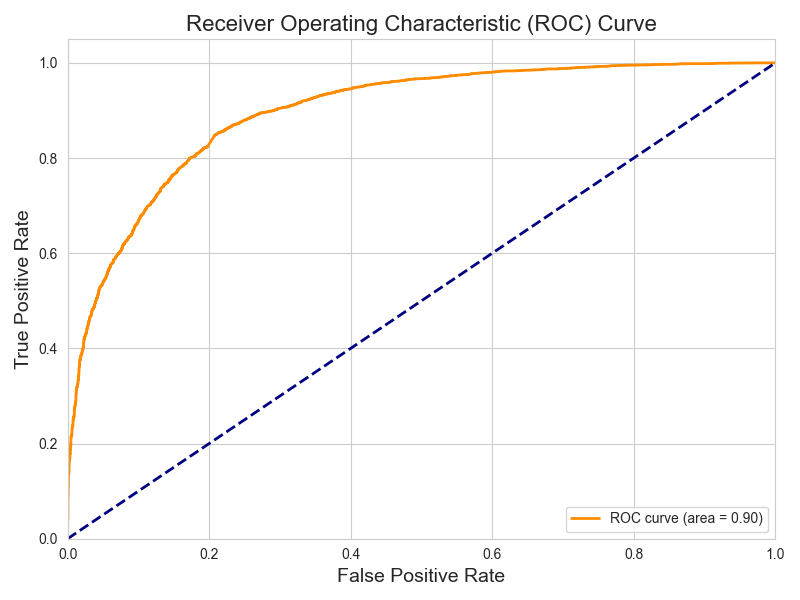 Receiver Operating Characteristic (ROC) Curve
1.0
0.8
0.6
0.4
0.2
0.0
True Positive Rate
ROC curve (area = 0.90)
0.0 0.2 0.4 0.6 0.8 1.0
False Positive Rate